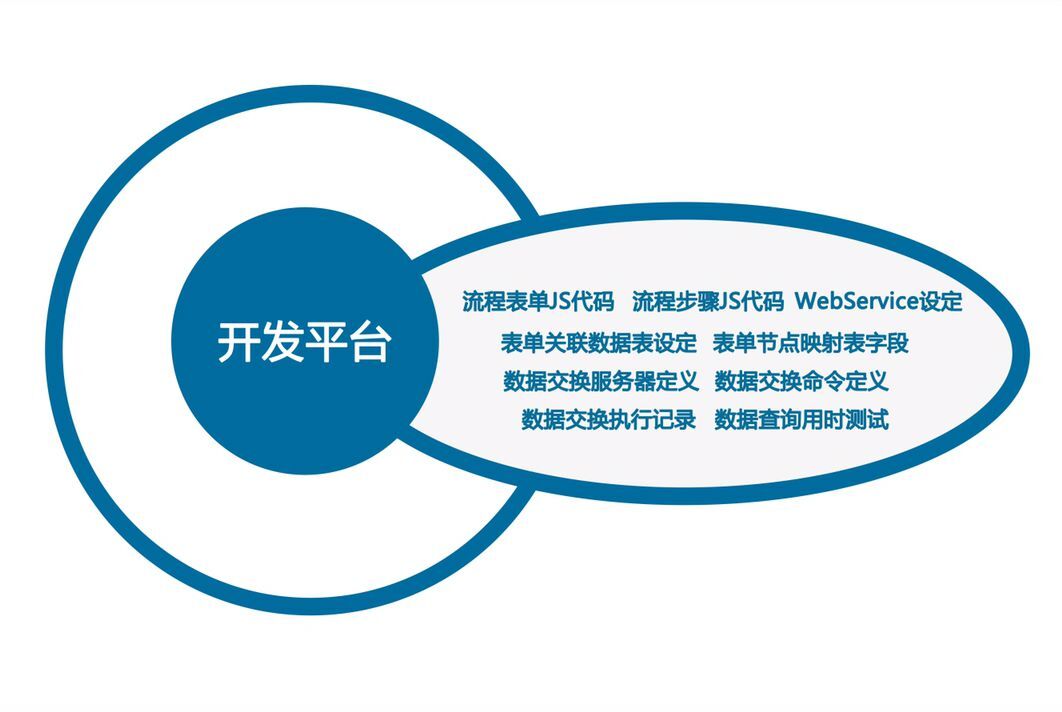 开发平台
流程表单JS代码 流程步骤JS代码 WebService设定
表单关联数据表设定 表单节点映射表字段
数据交换服务器定义 数据交换命令定义
数据交换执行记录 数据查询用时测试